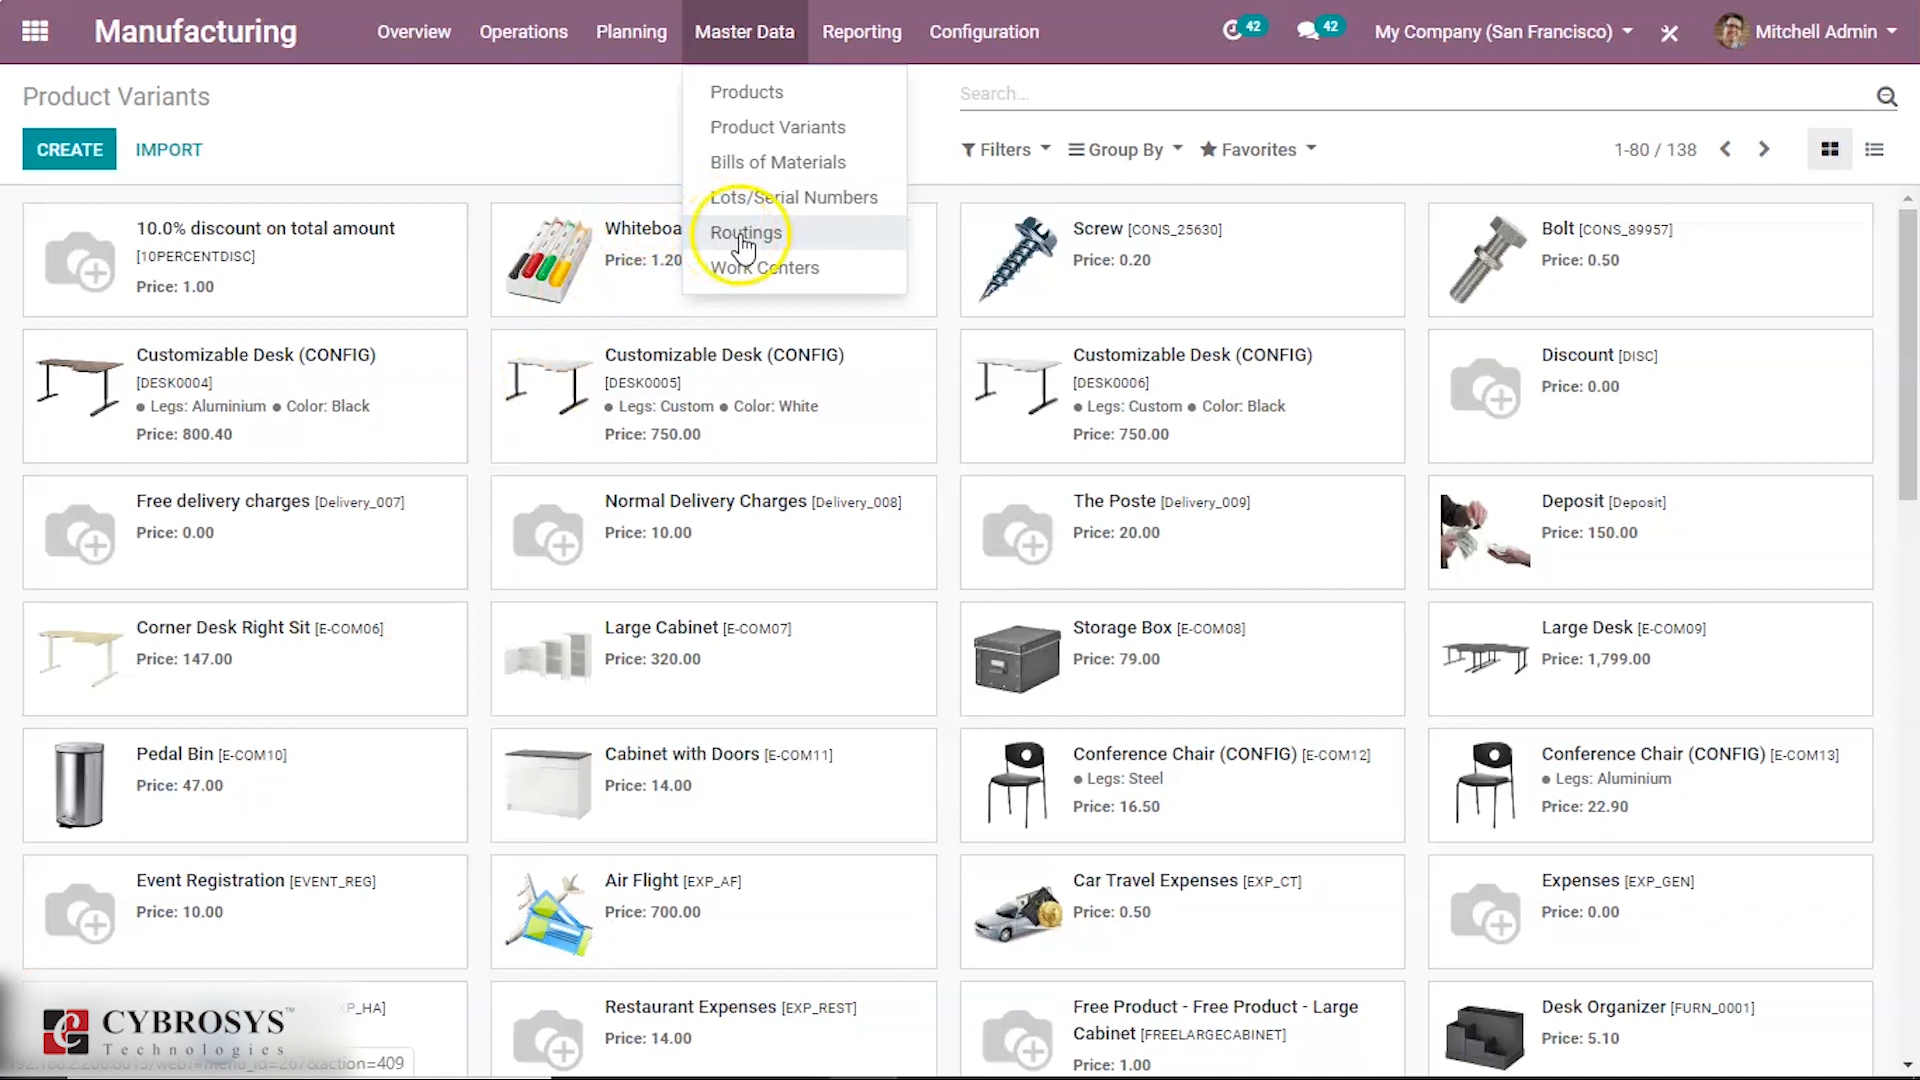 Manufacturing
Overview
Operations
Planning
Master Data
Reporting
Configuration
42
42
My Company (San Francisco)
Mitchell Admin
Product Variants
Search...
CREATE
IMPORT
Filters
Group By
Favorites
1-80 / 138
Products
Product Variants
Bills of Materials
Lots/Serial Numbers
Routings
Work Centers
10.0% discount on total amount
[10PERCENTDISC]
Price: 1.00
Whiteboa
Price: 1.20
Screw [CONS_25630]
Price: 0.20
Bolt [CONS_89957]
Price: 0.50
Customizable Desk (CONFIG)
[DESK0004]
● Legs: Aluminium ● Color: Black
Price: 800.40
Customizable Desk (CONFIG)
[DESK0005]
● Legs: Custom ● Color: White
Price: 750.00
Customizable Desk (CONFIG)
[DESK0006]
● Legs: Custom ● Color: Black
Price: 750.00
Discount [DISC]
Price: 0.00
Free delivery charges [Delivery_007]
Price: 0.00
Normal Delivery Charges [Delivery_008]
Price: 10.00
The Poste [Delivery_009]
Price: 20.00
Deposit [Deposit]
Price: 150.00
Corner Desk Right Sit [E-COM06]
Price: 147.00
Large Cabinet [E-COM07]
Price: 320.00
Storage Box [E-COM08]
Price: 79.00
Large Desk [E-COM09]
Price: 1,799.00
Pedal Bin [E-COM10]
Price: 47.00
Cabinet with Doors [E-COM11]
Price: 14.00
Conference Chair (CONFIG) [E-COM12]
● Legs: Steel
Price: 16.50
Conference Chair (CONFIG) [E-COM13]
● Legs: Aluminium
Price: 22.90
Event Registration [EVENT_REG]
Price: 10.00
Air Flight [EXP_AF]
Price: 700.00
Car Travel Expenses [EXP_CT]
Price: 0.50
Expenses [EXP_GEN]
Price: 0.00
XP_HA]
Restaurant Expenses [EXP_REST]
Price: 14.00
Free Product - Free Product - Large
Cabinet [FREELARGECABINET]
Price: 1.00
Desk Organizer [FURN_0001]
Price: 5.10
CYBROSYS™
Technologies
192.168.2.206:8013/web?=menu_id=267&action=409